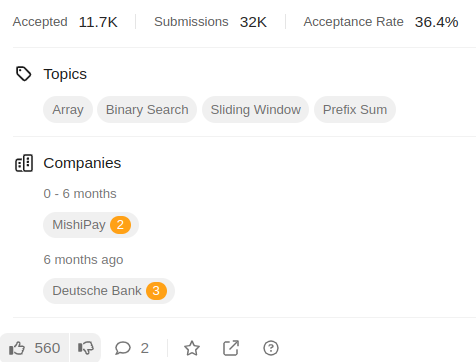 Accepted 11.7K Submissions 32K Acceptance Rate 36.4%
Topics
Array Binary Search Sliding Window Prefix Sum
Companies
0 - 6 months
MishiPay 2
6 months ago
Deutsche Bank 3
560 2